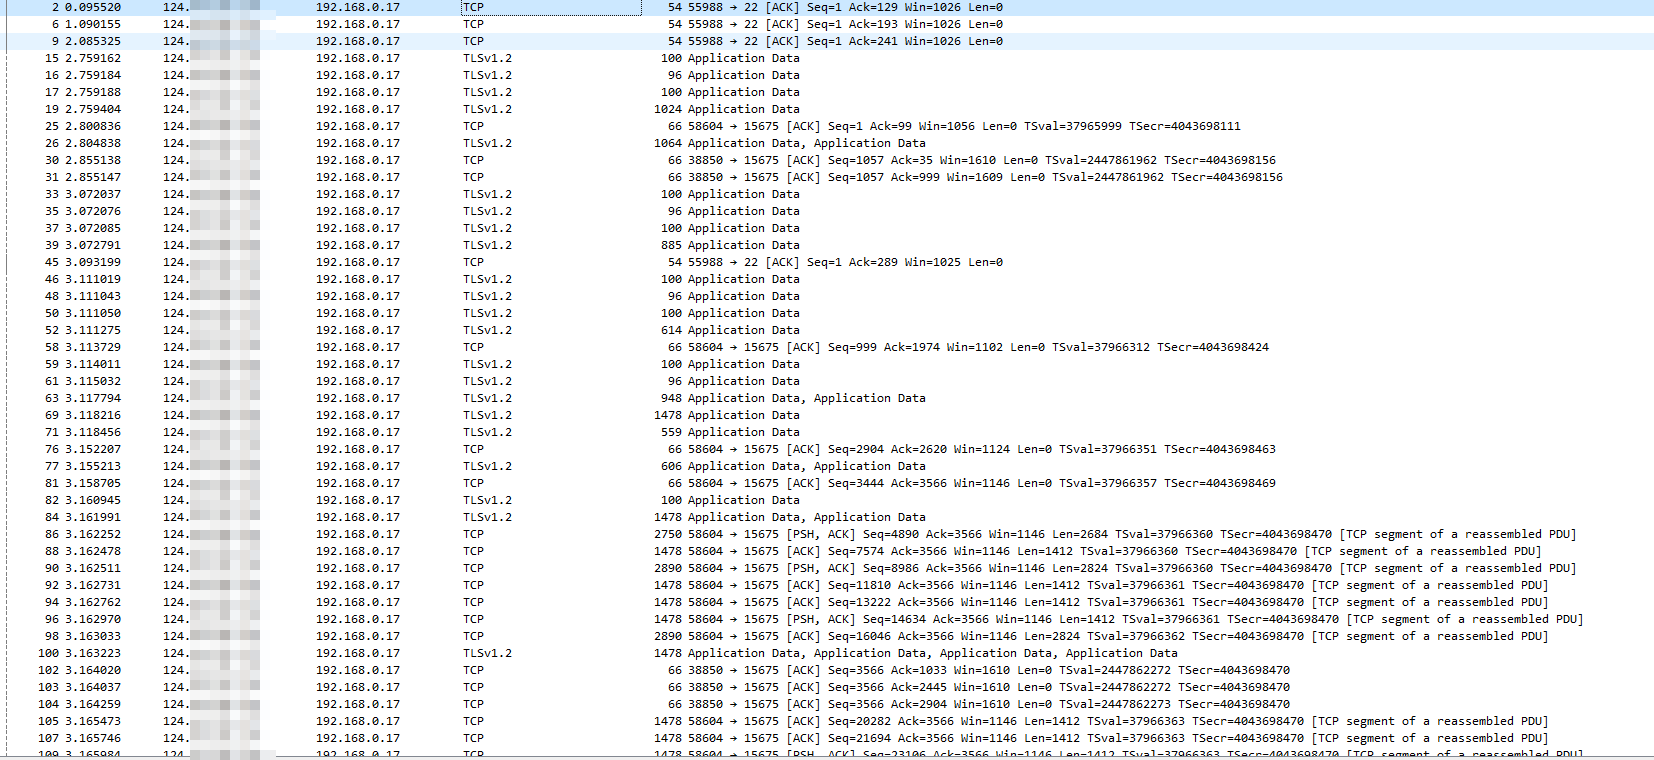 2 0.095520 124. 192.168.0.17 TCP 54 55988 → 22 [ACK] Seq=1 Ack=129 Win=1026 Len=0
6 1.090155 124. 192.168.0.17 TCP 54 55988 → 22 [ACK] Seq=1 Ack=193 Win=1026 Len=0
9 2.085325 124. 192.168.0.17 TCP 54 55988 → 22 [ACK] Seq=1 Ack=241 Win=1026 Len=0
15 2.759162 124. 192.168.0.17 TLSv1.2 100 Application Data
16 2.759184 124. 192.168.0.17 TLSv1.2 96 Application Data
17 2.759188 124. 192.168.0.17 TLSv1.2 100 Application Data
19 2.759404 124. 192.168.0.17 TLSv1.2 1024 Application Data
25 2.800836 124. 192.168.0.17 TCP 66 58604 → 15675 [ACK] Seq=1 Ack=99 Win=1056 Len=0 TSval=37965999 TSecr=4043698111
26 2.804838 124. 192.168.0.17 TLSv1.2 1064 Application Data, Application Data
30 2.855138 124. 192.168.0.17 TCP 66 38850 → 15675 [ACK] Seq=1057 Ack=35 Win=1610 Len=0 TSval=2447861962 TSecr=4043698156
31 2.855147 124. 192.168.0.17 TCP 66 38850 → 15675 [ACK] Seq=1057 Ack=999 Win=1609 Len=0 TSval=2447861962 TSecr=4043698156
33 3.072037 124. 192.168.0.17 TLSv1.2 100 Application Data
35 3.072076 124. 192.168.0.17 TLSv1.2 96 Application Data
37 3.072085 124. 192.168.0.17 TLSv1.2 100 Application Data
39 3.072791 124. 192.168.0.17 TLSv1.2 885 Application Data
45 3.093199 124. 192.168.0.17 TCP 54 55988 → 22 [ACK] Seq=1 Ack=289 Win=1025 Len=0
46 3.111019 124. 192.168.0.17 TLSv1.2 100 Application Data
48 3.111043 124. 192.168.0.17 TLSv1.2 96 Application Data
50 3.111050 124. 192.168.0.17 TLSv1.2 100 Application Data
52 3.111275 124. 192.168.0.17 TLSv1.2 614 Application Data
58 3.113729 124. 192.168.0.17 TCP 66 58604 → 15675 [ACK] Seq=999 Ack=1974 Win=1102 Len=0 TSval=37966312 TSecr=4043698424
59 3.114011 124. 192.168.0.17 TLSv1.2 100 Application Data
61 3.115032 124. 192.168.0.17 TLSv1.2 96 Application Data
63 3.117794 124. 192.168.0.17 TLSv1.2 948 Application Data, Application Data
69 3.118216 124. 192.168.0.17 TLSv1.2 1478 Application Data
71 3.118456 124. 192.168.0.17 TLSv1.2 559 Application Data
76 3.152207 124. 192.168.0.17 TCP 66 58604 → 15675 [ACK] Seq=2904 Ack=2620 Win=1124 Len=0 TSval=37966351 TSecr=4043698463
77 3.155213 124. 192.168.0.17 TLSv1.2 606 Application Data, Application Data
81 3.158705 124. 192.168.0.17 TCP 66 58604 → 15675 [ACK] Seq=3444 Ack=3566 Win=1146 Len=0 TSval=37966357 TSecr=4043698469
82 3.160945 124. 192.168.0.17 TLSv1.2 100 Application Data
84 3.161991 124. 192.168.0.17 TLSv1.2 1478 Application Data, Application Data
86 3.162252 124. 192.168.0.17 TCP 2750 58604 → 15675 [PSH, ACK] Seq=4890 Ack=3566 Win=1146 Len=2684 TSval=37966360 TSecr=4043698470 [TCP segment of a reassembled PDU]
88 3.162478 124. 192.168.0.17 TCP 1478 58604 → 15675 [ACK] Seq=7574 Ack=3566 Win=1146 Len=1412 TSval=37966360 TSecr=4043698470 [TCP segment of a reassembled PDU]
90 3.162511 124. 192.168.0.17 TCP 2890 58604 → 15675 [PSH, ACK] Seq=8986 Ack=3566 Win=1146 Len=2824 TSval=37966360 TSecr=4043698470 [TCP segment of a reassembled PDU]
92 3.162731 124. 192.168.0.17 TCP 1478 58604 → 15675 [ACK] Seq=11810 Ack=3566 Win=1146 Len=1412 TSval=37966361 TSecr=4043698470 [TCP segment of a reassembled PDU]
94 3.162762 124. 192.168.0.17 TCP 1478 58604 → 15675 [ACK] Seq=13222 Ack=3566 Win=1146 Len=1412 TSval=37966361 TSecr=4043698470 [TCP segment of a reassembled PDU]
96 3.162970 124. 192.168.0.17 TCP 1478 58604 → 15675 [PSH, ACK] Seq=14634 Ack=3566 Win=1146 Len=1412 TSval=37966361 TSecr=4043698470 [TCP segment of a reassembled PDU]
98 3.163033 124. 192.168.0.17 TCP 2890 58604 → 15675 [ACK] Seq=16046 Ack=3566 Win=1146 Len=2824 TSval=37966362 TSecr=4043698470 [TCP segment of a reassembled PDU]
100 3.163223 124. 192.168.0.17 TLSv1.2 1478 Application Data, Application Data, Application Data, Application Data
102 3.164020 124. 192.168.0.17 TCP 66 38850 → 15675 [ACK] Seq=3566 Ack=1033 Win=1610 Len=0 TSval=2447862272 TSecr=4043698470
103 3.164037 124. 192.168.0.17 TCP 66 38850 → 15675 [ACK] Seq=3566 Ack=2445 Win=1610 Len=0 TSval=2447862272 TSecr=4043698470
104 3.164259 124. 192.168.0.17 TCP 66 38850 → 15675 [ACK] Seq=3566 Ack=2904 Win=1610 Len=0 TSval=2447862273 TSecr=4043698470
105 3.165473 124. 192.168.0.17 TCP 1478 58604 → 15675 [ACK] Seq=20282 Ack=3566 Win=1146 Len=1412 TSval=37966363 TSecr=4043698470 [TCP segment of a reassembled PDU]
107 3.165746 124. 192.168.0.17 TCP 1478 58604 → 15675 [ACK] Seq=21694 Ack=3566 Win=1146 Len=1412 TSval=37966363 TSecr=4043698470 [TCP segment of a reassembled PDU]
109 3.165984 124. 192.168.0.17 TCP 1478 58604 → 15675 [PSH, ACK] Seq=23106 Ack=3566 Win=1146 Len=1412 TSval=37966363 TSecr=4043698470 [TCP segment of a reassembled PDU]